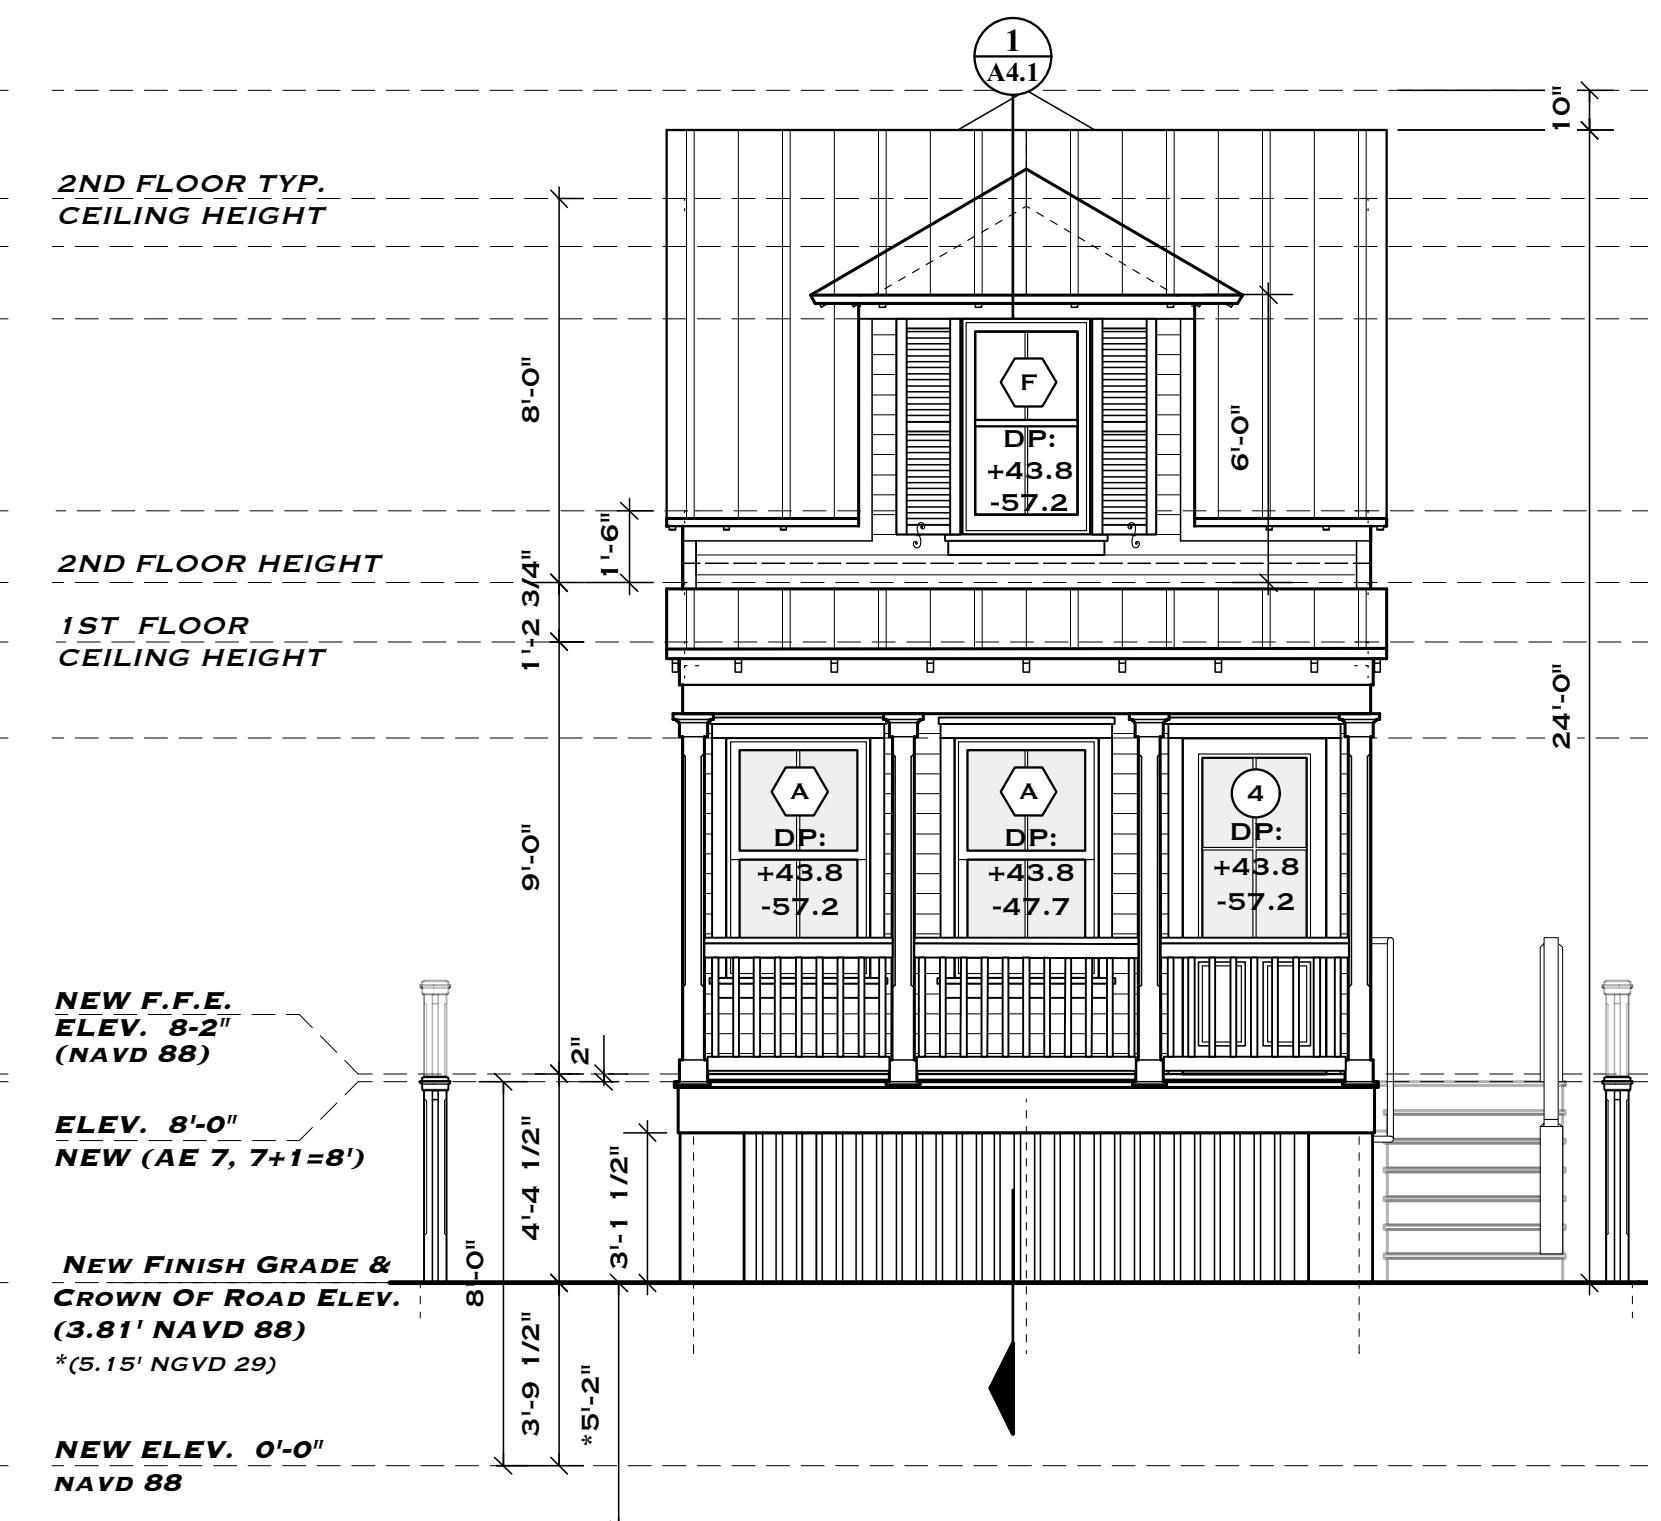 1
A4.1
10"
2ND FLOOR TYP.
CEILING HEIGHT
8'-0"
F
DP:
+43.8
-57.2
6'-0"
1'-6"
2ND FLOOR HEIGHT
1'-2 3/4"
1ST FLOOR
CEILING HEIGHT
24'-0"
9'-0"
A
DP:
+43.8
-57.2
A
DP:
+43.8
-47.7
4
DP:
+43.8
-57.2
NEW F.F.E.
ELEV. 8-2"
(NAVD 88)
2"
ELEV. 8'-0"
NEW (AE 7, 7+1=8')
4'-4 1/2"
3'-1 1/2"
8'-0"
NEW FINISH GRADE &
CROWN OF ROAD ELEV.
(3.81' NAVD 88)
*(5.15' NGVD 29)
3'-9 1/2"
*5'-2"
NEW ELEV. 0'-0"
NAVD 88